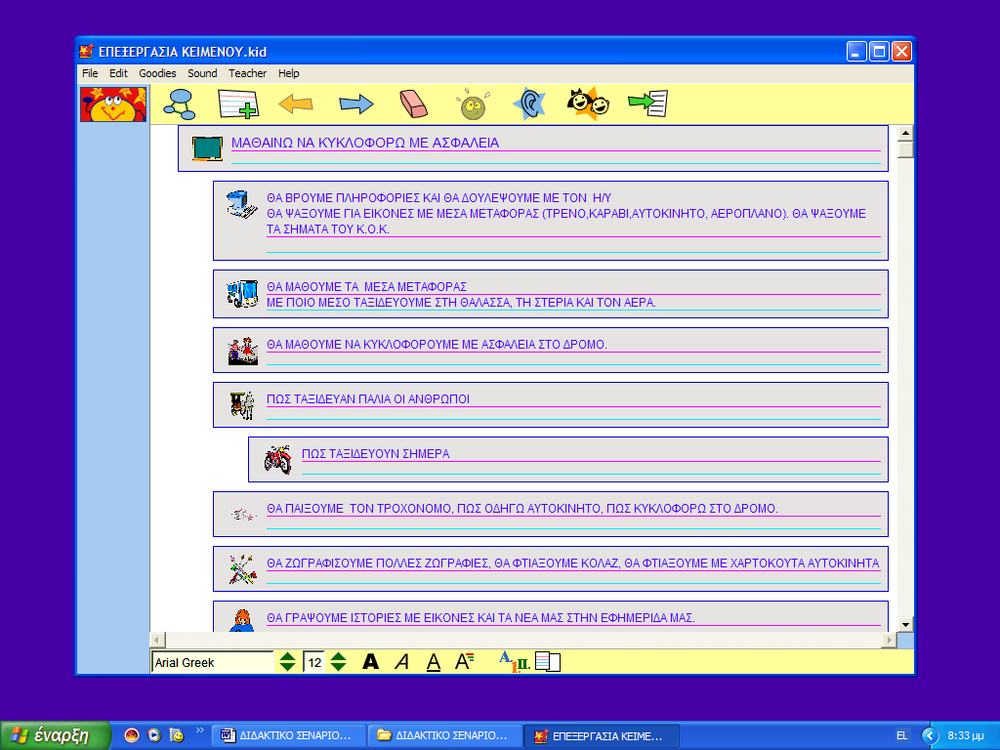 ΕΠΕΞΕΡΓΑΣΙΑ ΚΕΙΜΕΝΟΥ.kid
File Edit Goodies Sound Teacher Help
ΜΑΘΑΙΝΩ ΝΑ ΚΥΚΛΟΦΟΡΩ ΜΕ ΑΣΦΑΛΕΙΑ
ΘΑ ΒΡΟΥΜΕ ΠΛΗΡΟΦΟΡΙΕΣ ΚΑΙ ΘΑ ΔΟΥΛΕΨΟΥΜΕ ΜΕ ΤΟΝ Η/Υ
ΘΑ ΨΑΞΟΥΜΕ ΓΙΑ ΕΙΚΟΝΕΣ ΜΕ ΜΕΣΑ ΜΕΤΑΦΟΡΑΣ (ΤΡΕΝΟ,ΚΑΡΑΒΙ,ΑΥΤΟΚΙΝΗΤΟ, ΑΕΡΟΠΛΑΝΟ). ΘΑ ΨΑΞΟΥΜΕ
ΤΑ ΣΗΜΑΤΑ ΤΟΥ Κ.Ο.Κ.
ΘΑ ΜΑΘΟΥΜΕ ΤΑ ΜΕΣΑ ΜΕΤΑΦΟΡΑΣ
ΜΕ ΠΟΙΟ ΜΕΣΟ ΤΑΞΙΔΕΥΟΥΜΕ ΣΤΗ ΘΑΛΑΣΣΑ, ΤΗ ΣΤΕΡΙΑ ΚΑΙ ΤΟΝ ΑΕΡΑ.
ΘΑ ΜΑΘΟΥΜΕ ΝΑ ΚΥΚΛΟΦΟΡΟΥΜΕ ΜΕ ΑΣΦΑΛΕΙΑ ΣΤΟ ΔΡΟΜΟ.
ΠΩΣ ΤΑΞΙΔΕΥΑΝ ΠΑΛΙΑ ΟΙ ΑΝΘΡΩΠΟΙ
ΠΩΣ ΤΑΞΙΔΕΥΟΥΝ ΣΗΜΕΡΑ
ΘΑ ΠΑΙΞΟΥΜΕ ΤΟΝ ΤΡΟΧΟΝΟΜΟ, ΠΩΣ ΟΔΗΓΩ ΑΥΤΟΚΙΝΗΤΟ, ΠΩΣ ΚΥΚΛΟΦΟΡΩ ΣΤΟ ΔΡΟΜΟ.
ΘΑ ΖΩΓΡΑΦΙΣΟΥΜΕ ΠΟΛΛΕΣ ΖΩΓΡΑΦΙΕΣ, ΘΑ ΦΤΙΑΞΟΥΜΕ ΚΟΛΑΖ, ΘΑ ΦΤΙΑΞΟΥΜΕ ΜΕ ΧΑΡΤΟΚΟΥΤΑ ΑΥΤΟΚΙΝΗΤΑ
ΘΑ ΓΡΑΨΟΥΜΕ ΙΣΤΟΡΙΕΣ ΜΕ ΕΙΚΟΝΕΣ ΚΑΙ ΤΑ ΝΕΑ ΜΑΣ ΣΤΗΝ ΕΦΗΜΕΡΙΔΑ ΜΑΣ.
Arial Greek 12 A A A A A 1 II.
έναρξη ΔΙΔΑΚΤΙΚΟ ΣΕΝΑΡΙΟ... ΔΙΔΑΚΤΙΚΟ ΣΕΝΑΡΙΟ... ΕΠΕΞΕΡΓΑΣΙΑ ΚΕΙΜΕ... EL 8:33 μμ